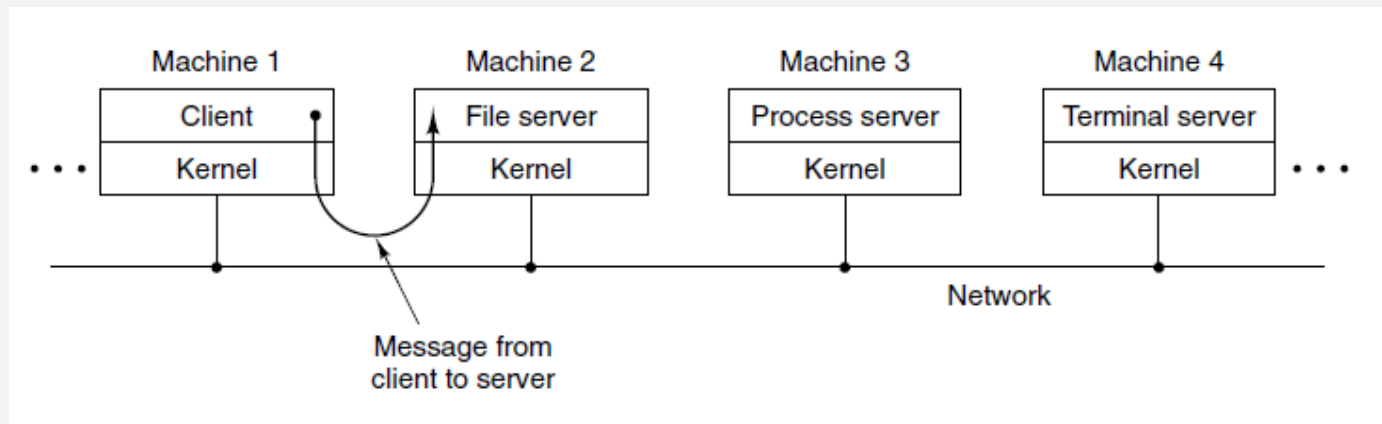 Machine 1
Machine 2
Machine 3
Machine 4
Client
File server
Process server
Terminal server
Kernel
Kernel
Kernel
Kernel
Network
Message from
client to server